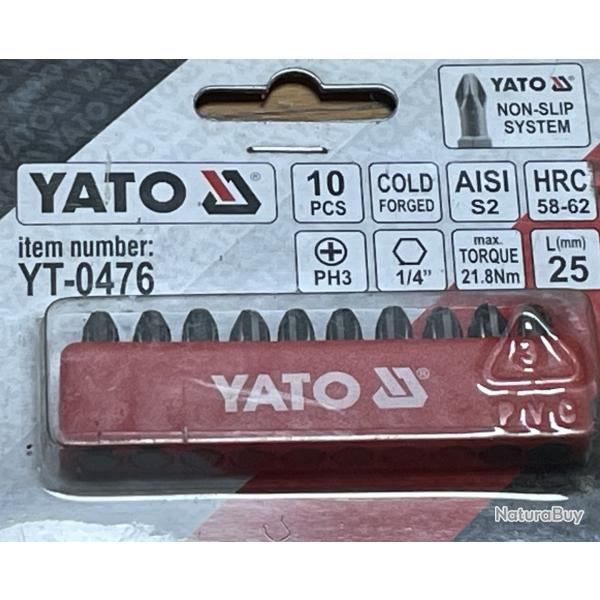 YATO
NON-SLIP
SYSTEM
YATO ®
10
PCS
COLD
FORGED
AISI
S2
HRC
58-62
item number:
YT-0476
PH3
1/4"
max.
TORQUE
21.8Nm
L(mm)
25
YATO ®
3
PVC
NaturaBuy